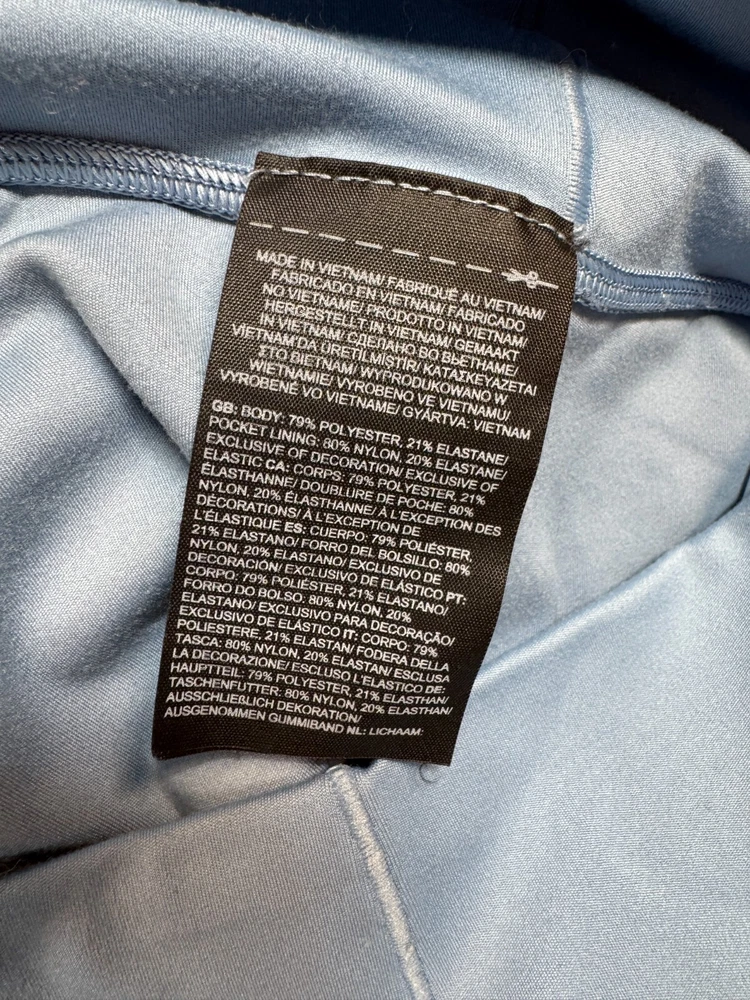 MADE IN VIETNAM/ FABRIQUÉ AU VIETNAM/
FABRICADO EN VIETNAM/ FABRICADO
NO VIETNAME/ PRODOTTO IN VIETNAM/
HERGESTELLT IN VIETNAM/ GEMAAKT
IN VIETNAM/ СДЕЛАНО ВО ВЬЕТНАМЕ/
VIETNAM'DA ÜRETİLMİŞTİR/ ΚΑΤΑΣΚΕΥΑΖΕΤΑΙ
ΣΤΟ ΒΙΕΤΝΑΜ/ WYPRODUKOWANO W
WIETNAMIE/ VYROBENO VE VIETNAMU/
VYROBENÉ VO VIETNAME/ GYÁRTVA: VIETNAM
GB: BODY: 79% POLYESTER, 21% ELASTANE/
POCKET LINING: 80% NYLON, 20% ELASTANE/
EXCLUSIVE OF DECORATION/ EXCLUSIVE OF
ELASTIC CA: CORPS: 79% POLYESTER, 21%
ÉLASTHANNE/ DOUBLURE DE POCHE: 80%
NYLON, 20% ÉLASTHANNE/ À L'EXCEPTION DES
DÉCORATIONS/ À L'EXCEPTION DE
L'ÉLASTIQUE ES: CUERPO: 79% POLIÉSTER,
21% ELASTANO/ FORRO DEL BOLSILLO: 80%
NYLON, 20% ELASTANO/ EXCLUSIVO DE
DECORACIÓN/ EXCLUSIVO DE ELÁSTICO PT:
CORPO: 79% POLIÉSTER, 21% ELASTANO/
FORRO DO BOLSO: 80% NYLON, 20%
ELASTANO/ EXCLUSIVO PARA DECORAÇÃO/
EXCLUSIVO DE ELÁSTICO IT: CORPO: 79%
POLIESTERE, 21% ELASTAN/ FODERA DELLA
TASCA: 80% NYLON, 20% ELASTAN/ ESCLUSA
LA DECORAZIONE/ ESCLUSO L'ELASTICO DE:
HAUPTTEIL: 79% POLYESTER, 21% ELASTHAN/
TASCHENFUTTER: 80% NYLON, 20% ELASTHAN/
AUSSCHLIEßLICH DEKORATION/
AUSGENOMMEN GUMMIBAND NL: LICHAAM: